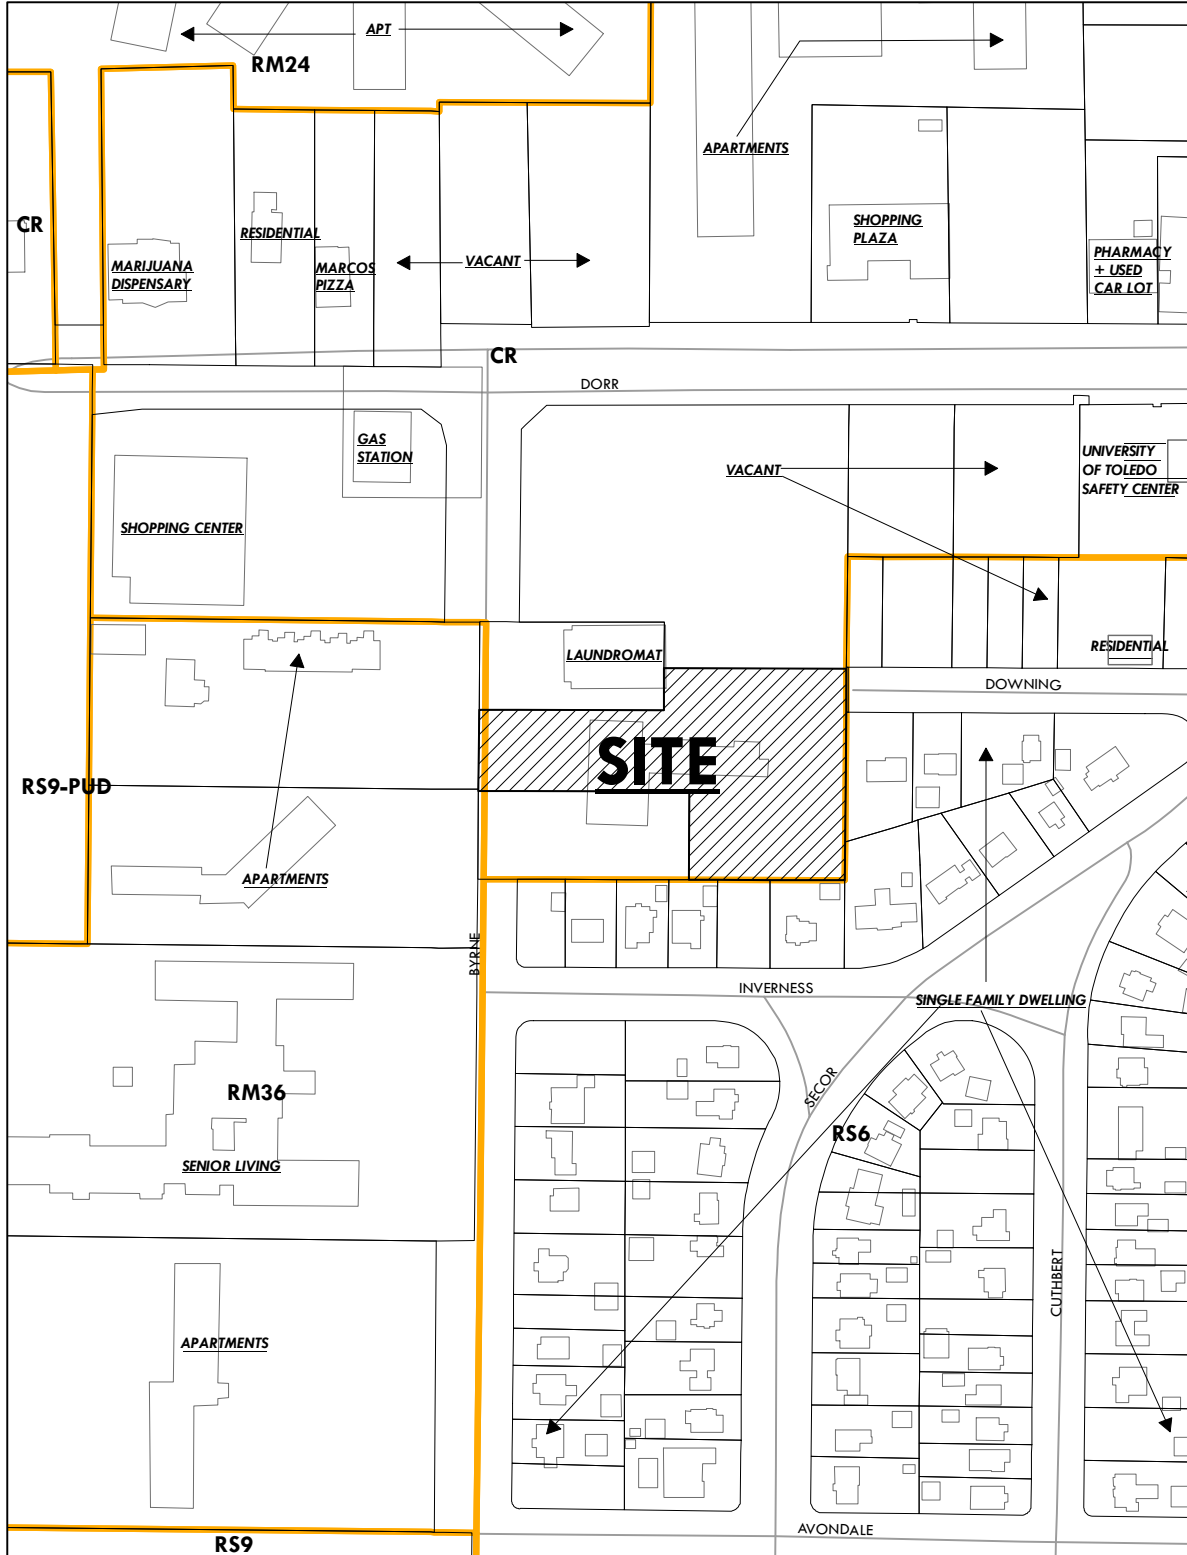 APT
RM24
APARTMENTS
CR
RESIDENTIAL
SHOPPING
PLAZA
MARIJUANA
DISPENSARY
MARCOS
PIZZA
VACANT
PHARMACY
+ USED
CAR LOT
CR
DORR
GAS
STATION
VACANT
UNIVERSITY
OF TOLEDO
SAFETY CENTER
SHOPPING CENTER
LAUNDROMAT
RESIDENTIAL
DOWNING
SITE
RS9-PUD
APARTMENTS
BYRNE
INVERNESS
SINGLE FAMILY DWELLING
RM36
SECOR
RS6
SENIOR LIVING
CUTHBERT
APARTMENTS
AVONDALE
RS9